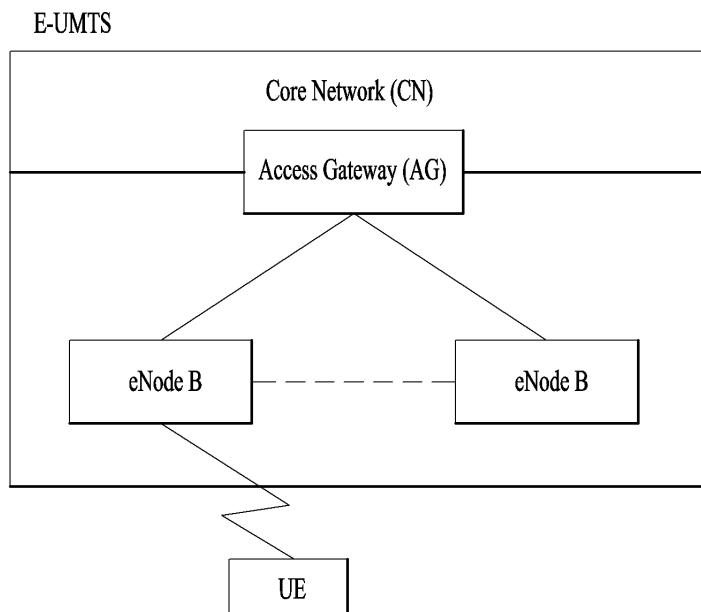 E-UMTS
Core Network (CN)
Access Gateway (AG)
eNode B
eNode B
UE